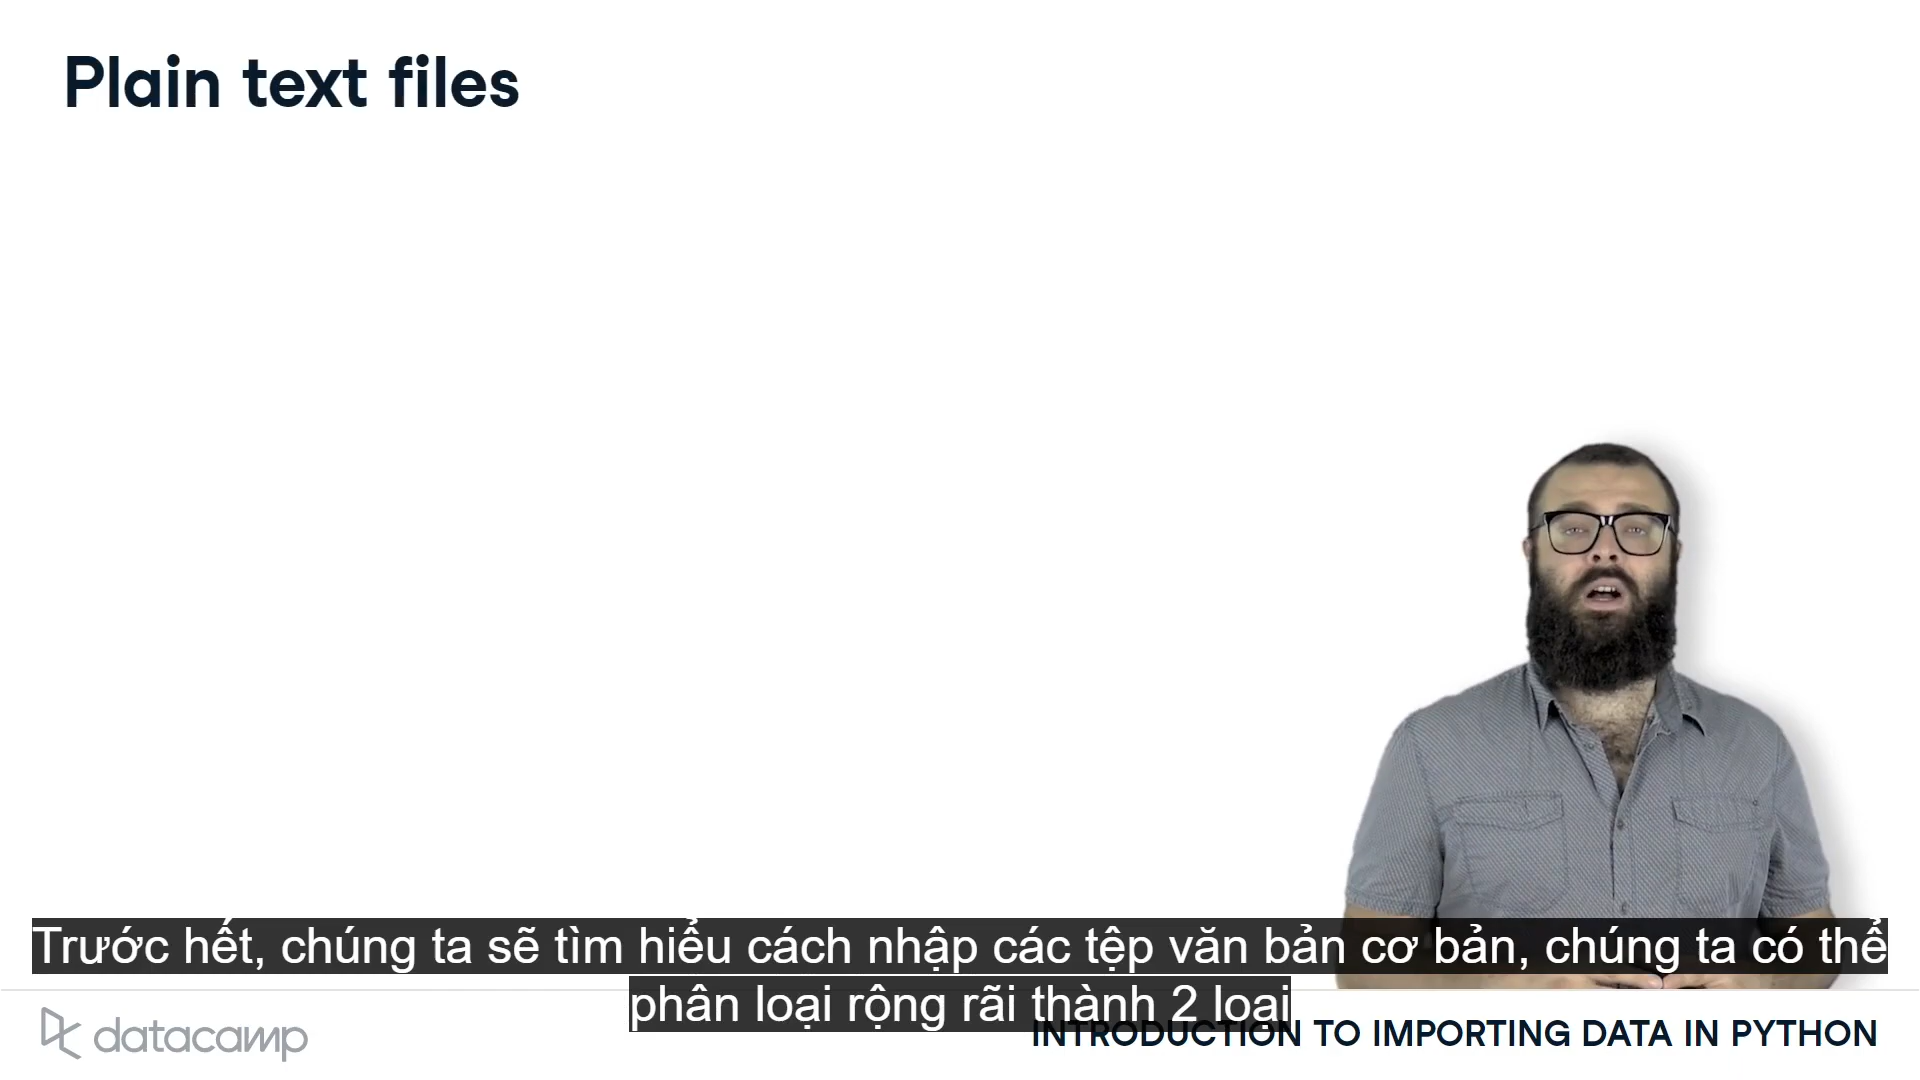 Plain text files
Trước hết, chúng ta sẽ tìm hiểu cách nhập các tệp văn bản cơ bản, chúng ta có thể
phân loại rộng rãi thành 2 loại
datacamp
INTRODUCTION TO IMPORTING DATA IN PYTHON